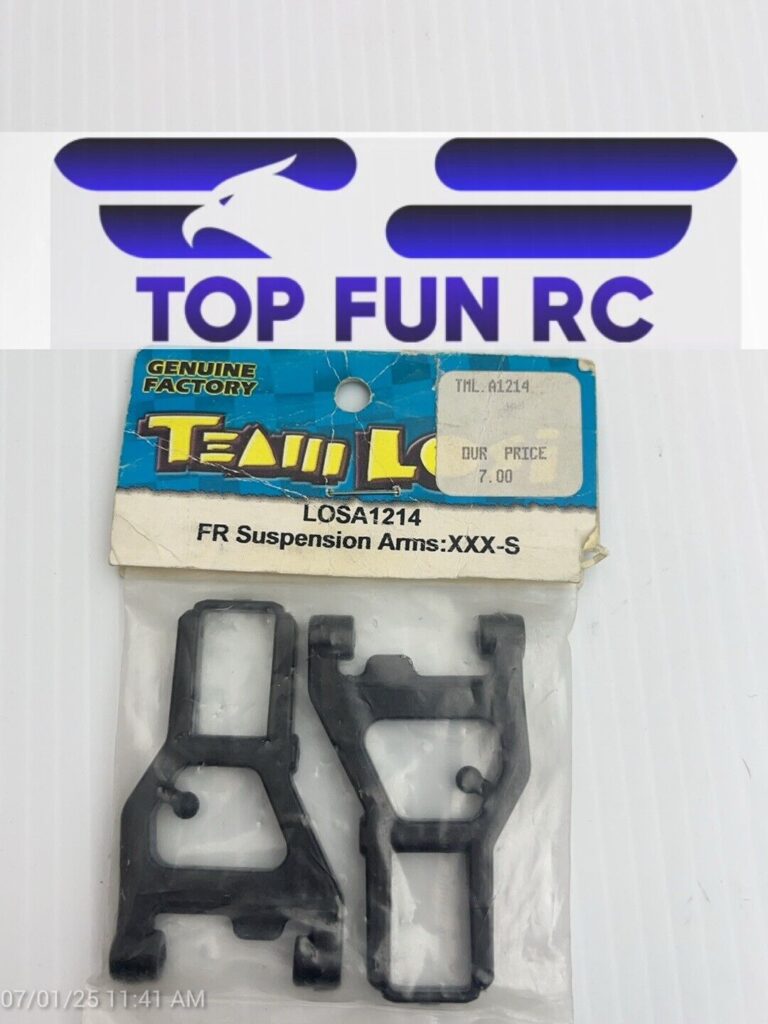 TOP FUN RC
GENUINE
FACTORY
TEAM
TML.A1214
OUR PRICE
7.00
LOSA1214
FR Suspension Arms:XXX-S
07/01/25 11:41 AM